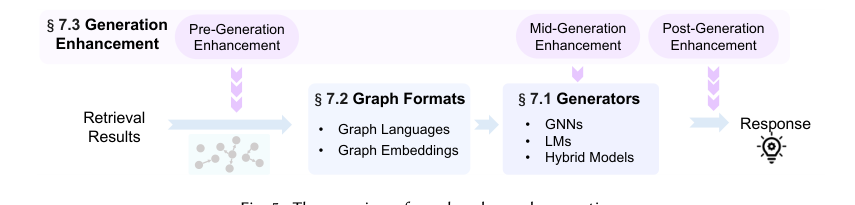 § 7.3 Generation
Enhancement
Pre-Generation
Enhancement
Mid-Generation
Enhancement
Post-Generation
Enhancement
Retrieval
Results
§ 7.2 Graph Formats
• Graph Languages
• Graph Embeddings
§ 7.1 Generators
• GNNs
• LMs
• Hybrid Models
Response